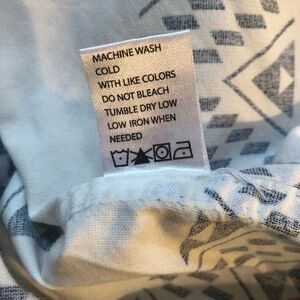 MACHINE WASH
COLD
WITH LIKE COLORS
DO NOT BLEACH
TUMBLE DRY LOW
LOW IRON WHEN
NEEDED